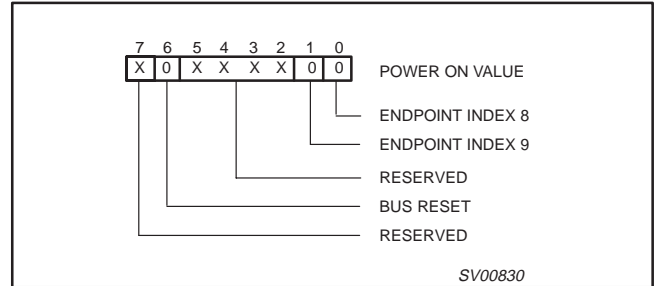 7 6 5 4 3 2 1 0
X 0 X X X X 0 0 POWER ON VALUE
ENDPOINT INDEX 8
ENDPOINT INDEX 9
RESERVED
BUS RESET
RESERVED
SV00830